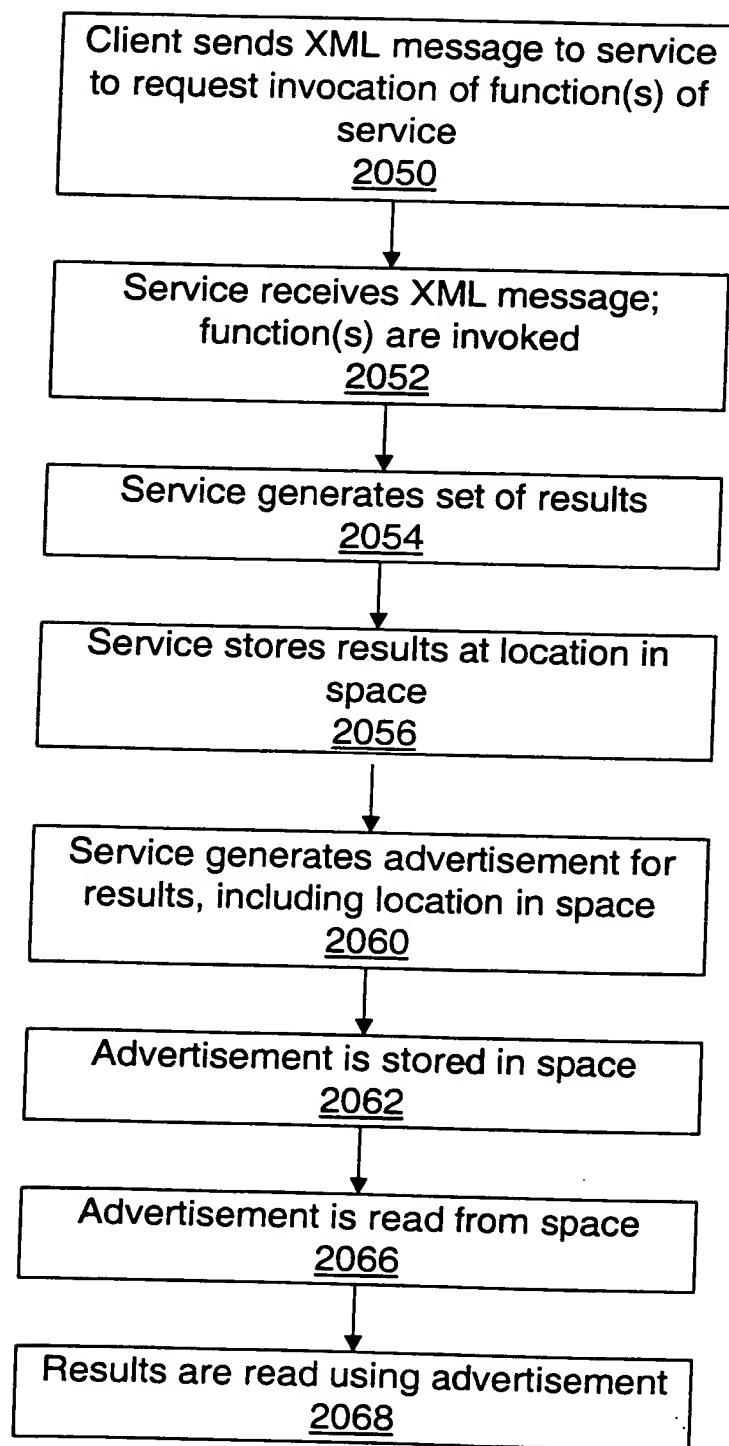 Client sends XML message to service
to request invocation of function(s) of
service
2050
Service receives XML message;
function(s) are invoked
2052
Service generates set of results
2054
Service stores results at location in
space
2056
Service generates advertisement for
results, including location in space
2060
Advertisement is stored in space
2062
Advertisement is read from space
2066
Results are read using advertisement
2068